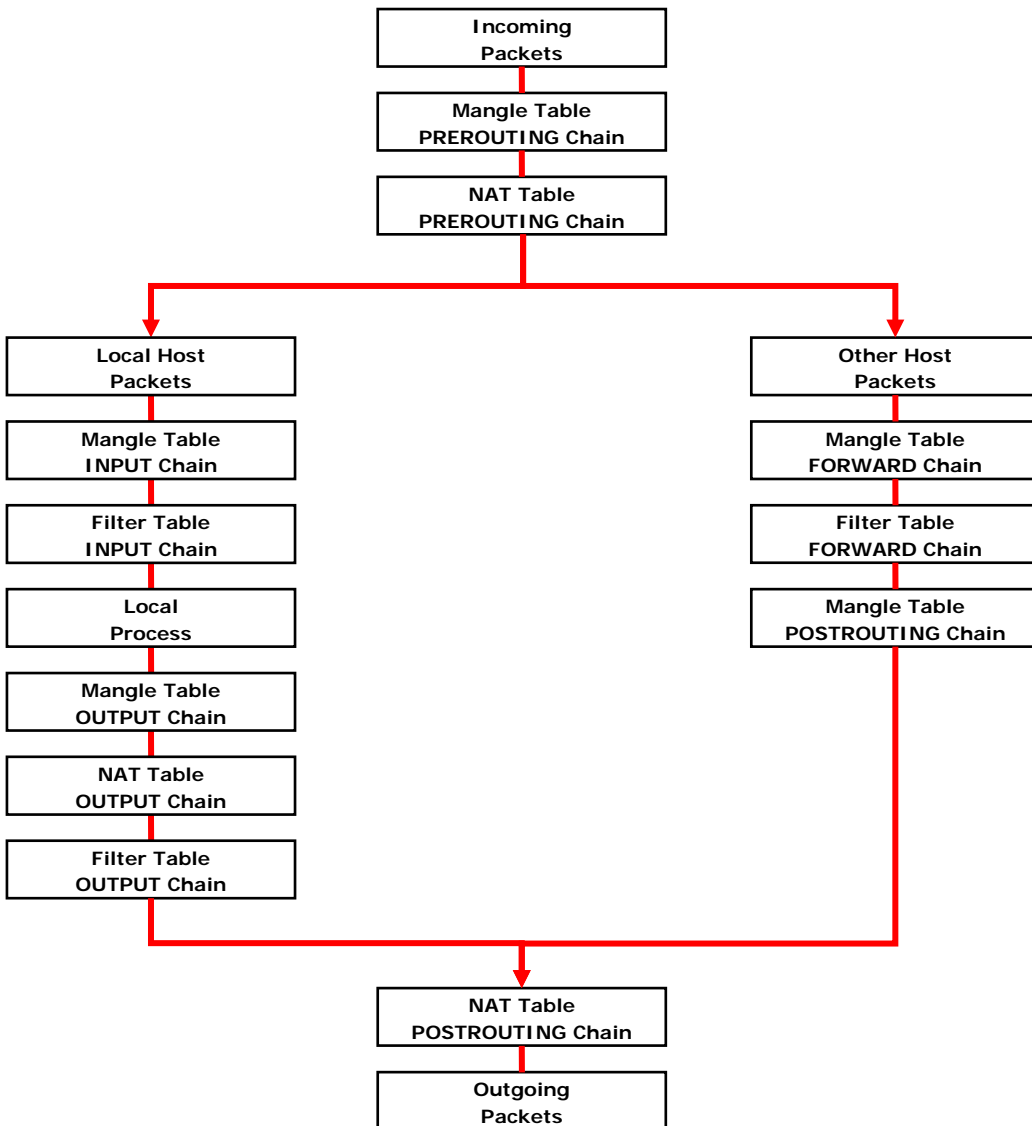 Incoming
Packets
Mangle Table
PREROUTING Chain
NAT Table
PREROUTING Chain
Local Host
Packets
Mangle Table
INPUT Chain
Filter Table
INPUT Chain
Local
Process
Mangle Table
OUTPUT Chain
NAT Table
OUTPUT Chain
Filter Table
OUTPUT Chain
Other Host
Packets
Mangle Table
FORWARD Chain
Filter Table
FORWARD Chain
Mangle Table
POSTROUTING Chain
NAT Table
POSTROUTING Chain
Outgoing
Packets